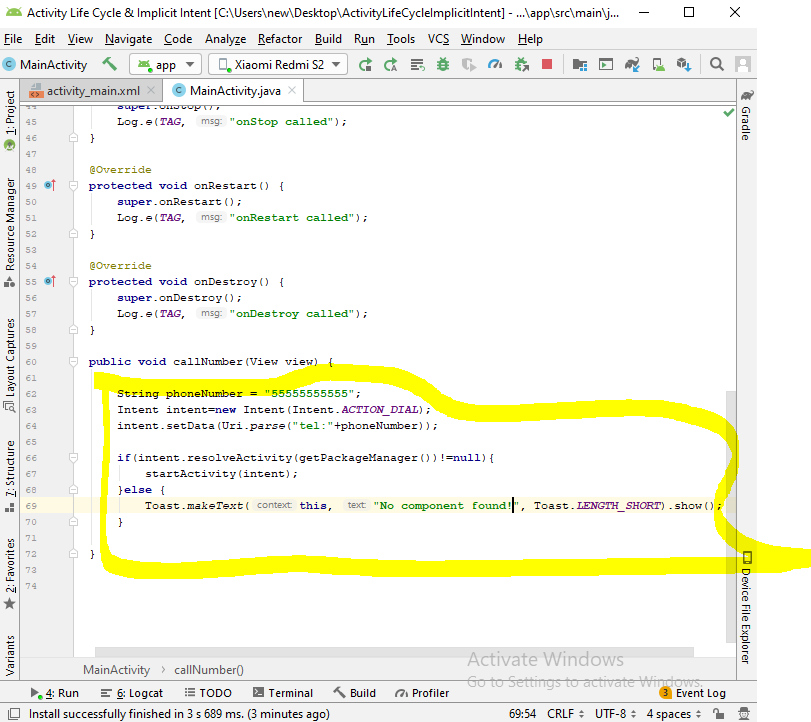 Activity Life Cycle & Implicit Intent [C:\Users\new\Desktop\ActivityLifeCycleImplicitIntent] - ...\app\src\main\j...
File Edit View Navigate Code Analyze Refactor Build Run Tools VCS Window Help
MainActivity app Xiaomi Redmi S2
activity_main.xml MainActivity.java
1: Project
Resource Manager
Layout Captures
7: Structure
2: Favorites
Variants
44 super.onStop();
45 Log.e(TAG, msg: "onStop called");
46 }
47
48 @Override
49 protected void onRestart() {
50 super.onRestart();
51 Log.e(TAG, msg: "onRestart called");
52 }
53
54 @Override
55 protected void onDestroy() {
56 super.onDestroy();
57 Log.e(TAG, msg: "onDestroy called");
58 }
59
60 public void callNumber(View view) {
61
62 String phoneNumber = "55555555555";
63 Intent intent=new Intent(Intent.ACTION_DIAL);
64 intent.setData(Uri.parse("tel:"+phoneNumber));
65
66 if(intent.resolveActivity(getPackageManager())!=null){
67 startActivity(intent);
68 }else {
69 Toast.makeText( context: this, text: "No component found!", Toast.LENGTH_SHORT).show();
70 }
71
72 }
73
74
Gradle
Device File Explorer
MainActivity › callNumber()
Activate Windows
Go to Settings to activate Windows.
4: Run 6: Logcat TODO Terminal Build Profiler 3 Event Log
Install successfully finished in 3 s 689 ms. (3 minutes ago) 69:54 CRLF UTF-8 4 spaces